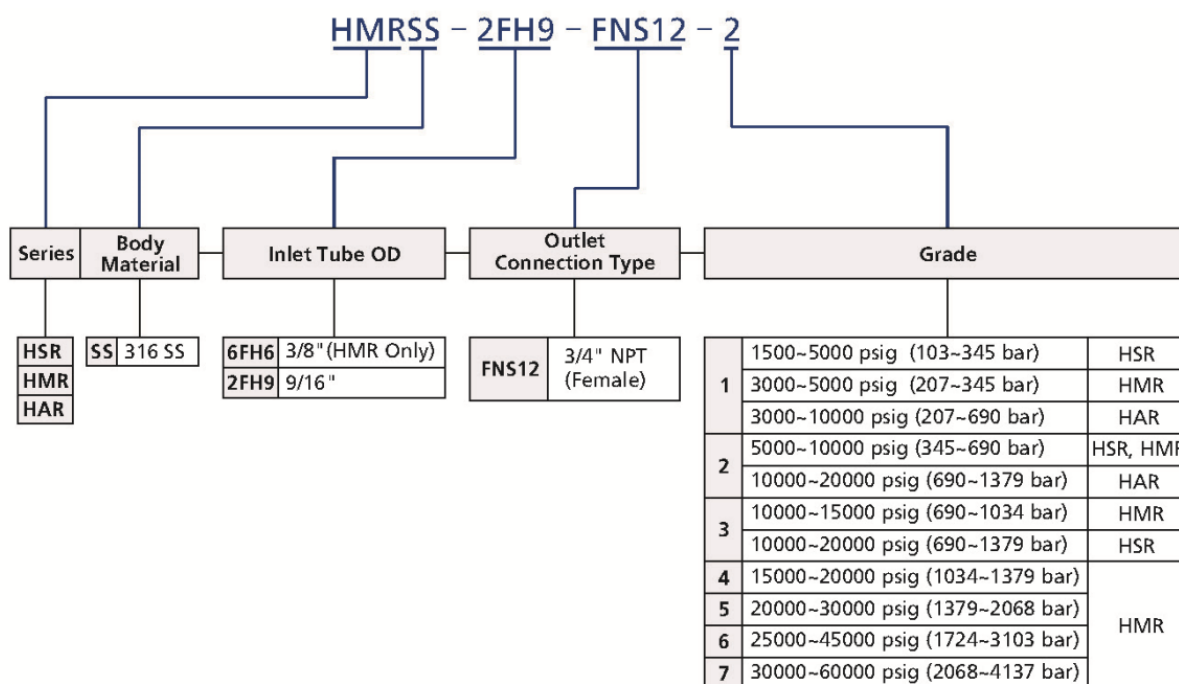 HMRSS - 2FH9 - FNS12 - 2
Series
Body
Material
Inlet Tube OD
Outlet
Connection Type
Grade
HSR
HMR
HAR
SS 316 SS
6FH6 3/8" (HMR Only)
2FH9 9/16"
FNS12
3/4" NPT
(Female)
1
1500~5000 psig (103~345 bar) HSR
3000~5000 psig (207~345 bar) HMR
3000~10000 psig (207~690 bar) HAR
2
5000~10000 psig (345~690 bar) HSR, HMR
10000~20000 psig (690~1379 bar) HAR
3
10000~15000 psig (690~1034 bar) HMR
10000~20000 psig (690~1379 bar) HSR
4 15000~20000 psig (1034~1379 bar)
5 20000~30000 psig (1379~2068 bar)
6 25000~45000 psig (1724~3103 bar)
7 30000~60000 psig (2068~4137 bar)
HMR